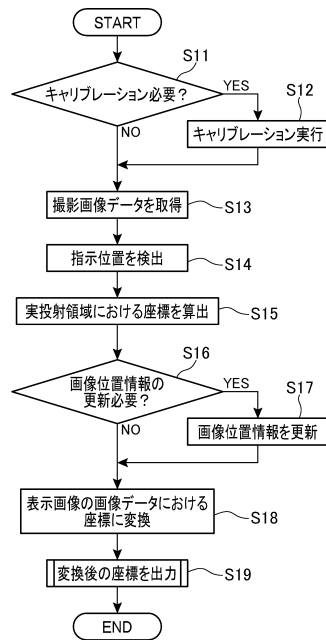 START
S11
キャリブレーション必要？
YES
S12
NO
キャリブレーション実行
撮影画像データを取得
S13
指示位置を検出
S14
実投射領域における座標を算出
S15
S16
画像位置情報の
更新必要？
YES
S17
NO
画像位置情報を更新
表示画像の画像データにおける
座標に変換
S18
変換後の座標を出力
S19
END